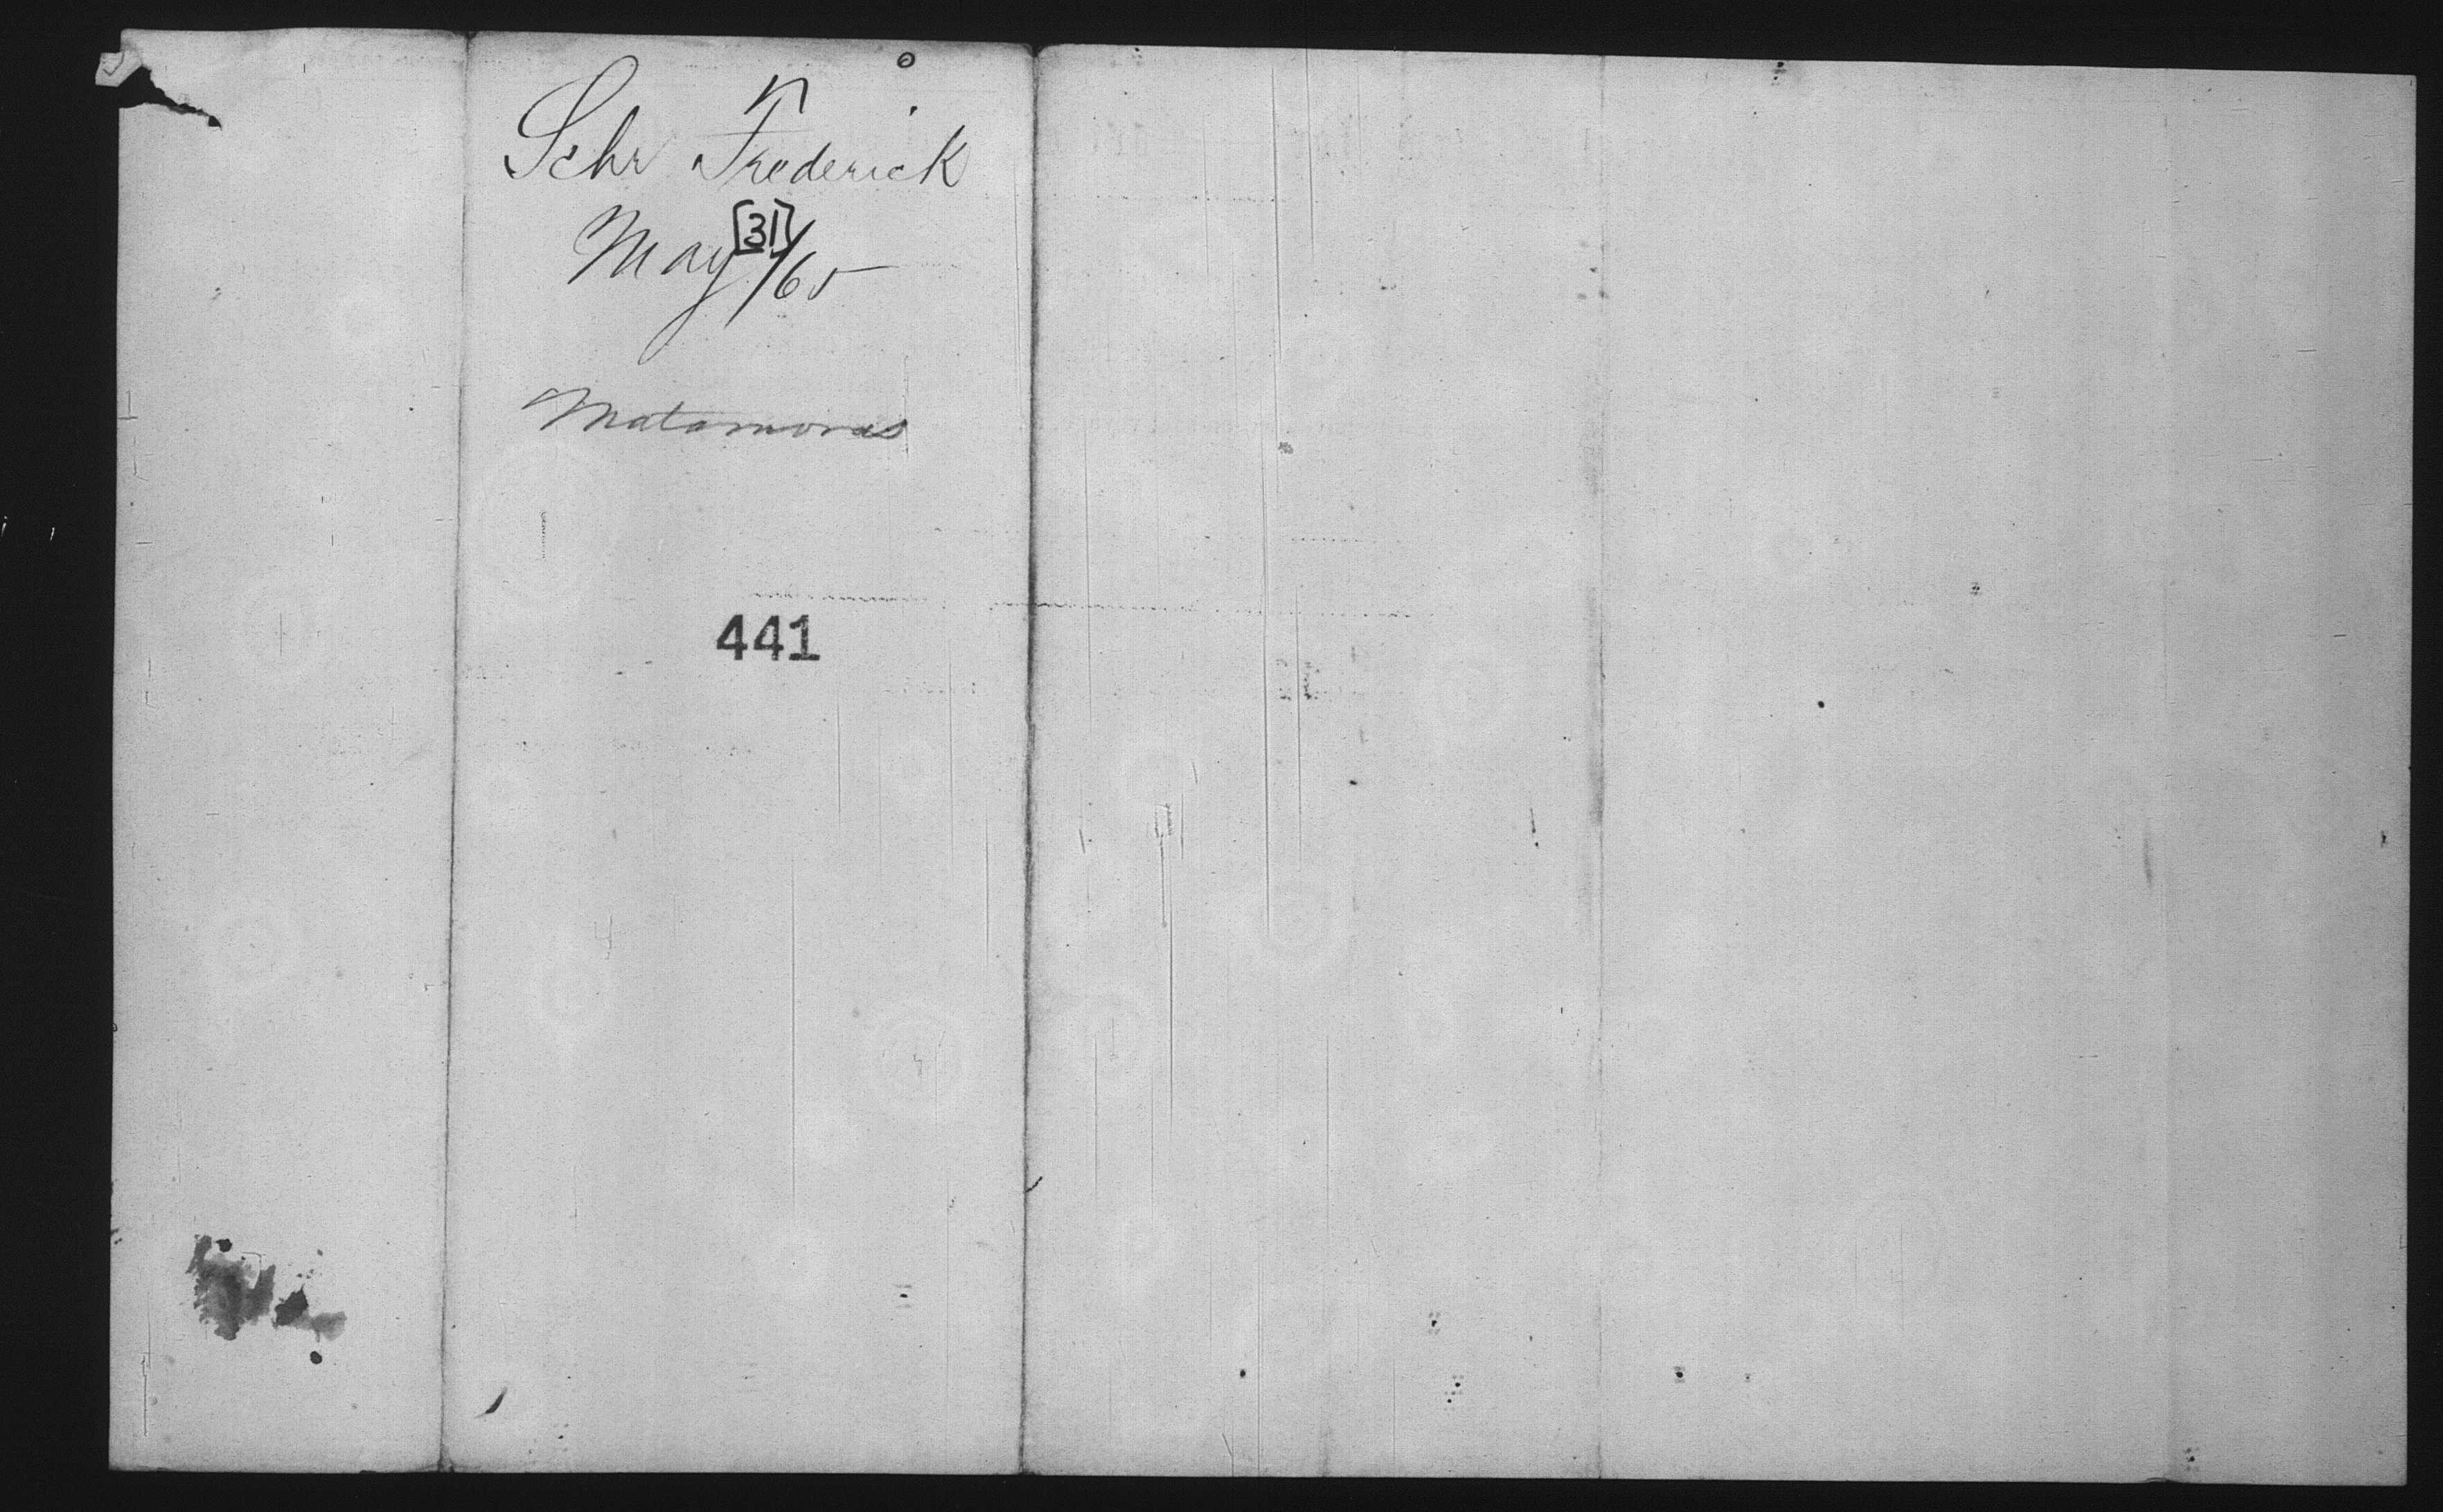 Schr Frederick
May [31] /65
Matamoras
441